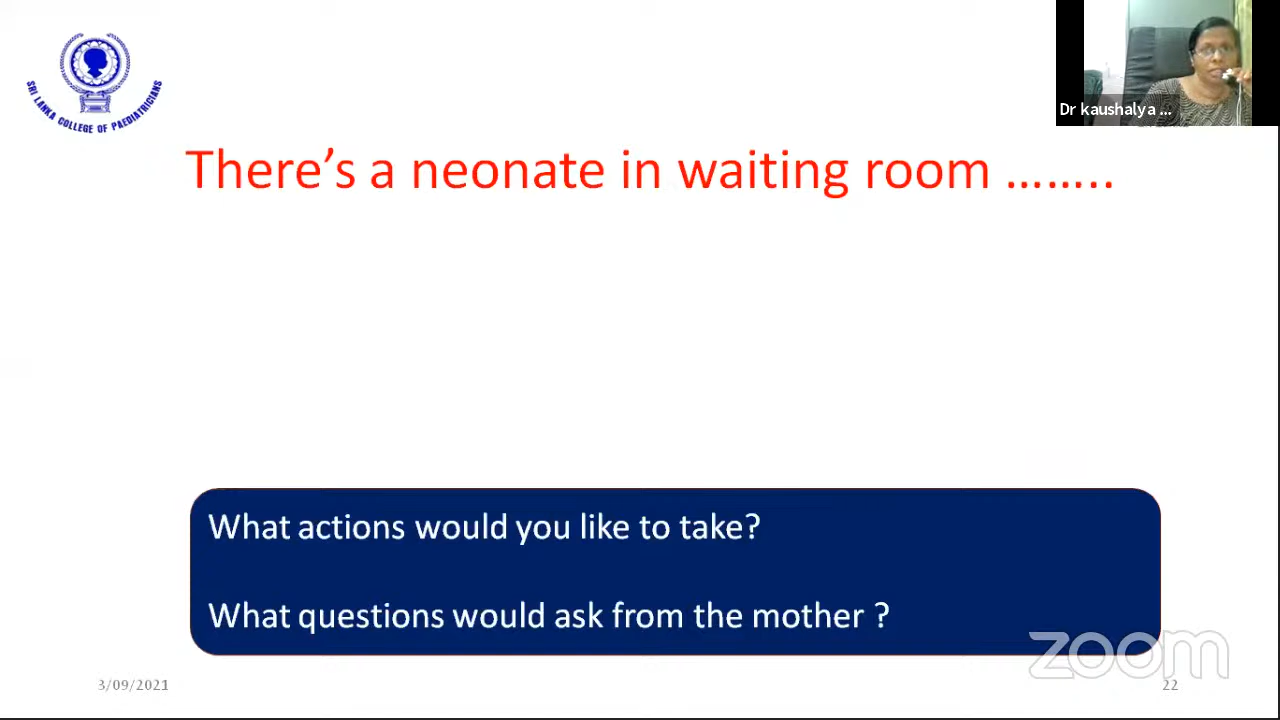 SRI LANKA COLLEGE OF PAEDIATRICIANS
Dr kaushalya ...
There’s a neonate in waiting room ……..
What actions would you like to take?
What questions would ask from the mother ?
zoom
3/09/2021
22